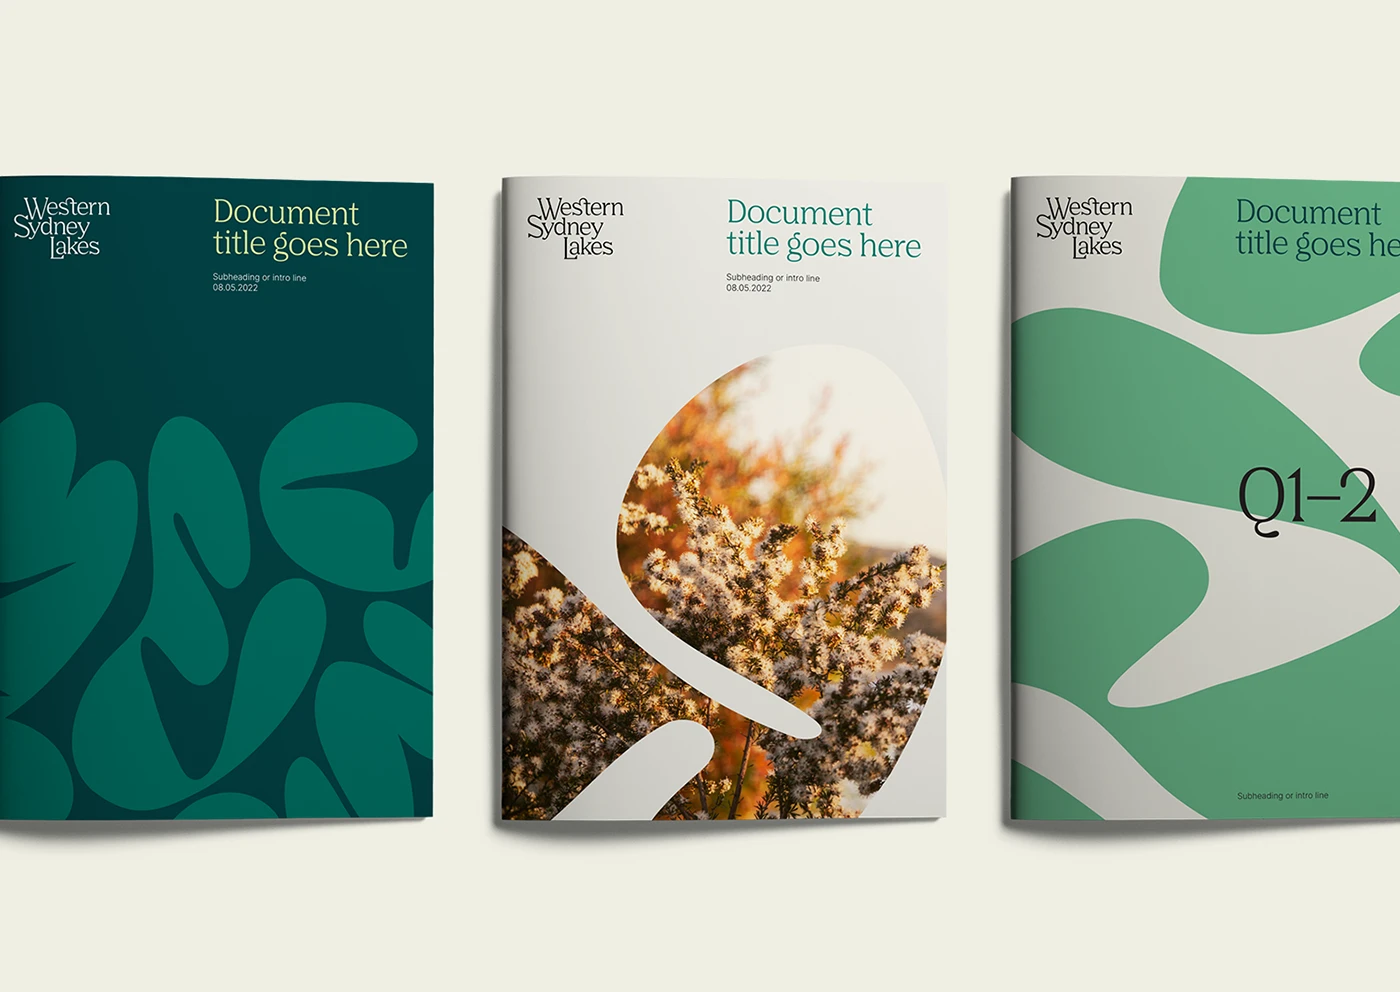 Western
Sydney
Lakes
Document
title goes here
Subheading or intro line
08.05.2022
Western
Sydney
Lakes
Document
title goes here
Subheading or intro line
08.05.2022
Western
Sydney
Lakes
Document
title goes he
Q1–2
Subheading or intro line